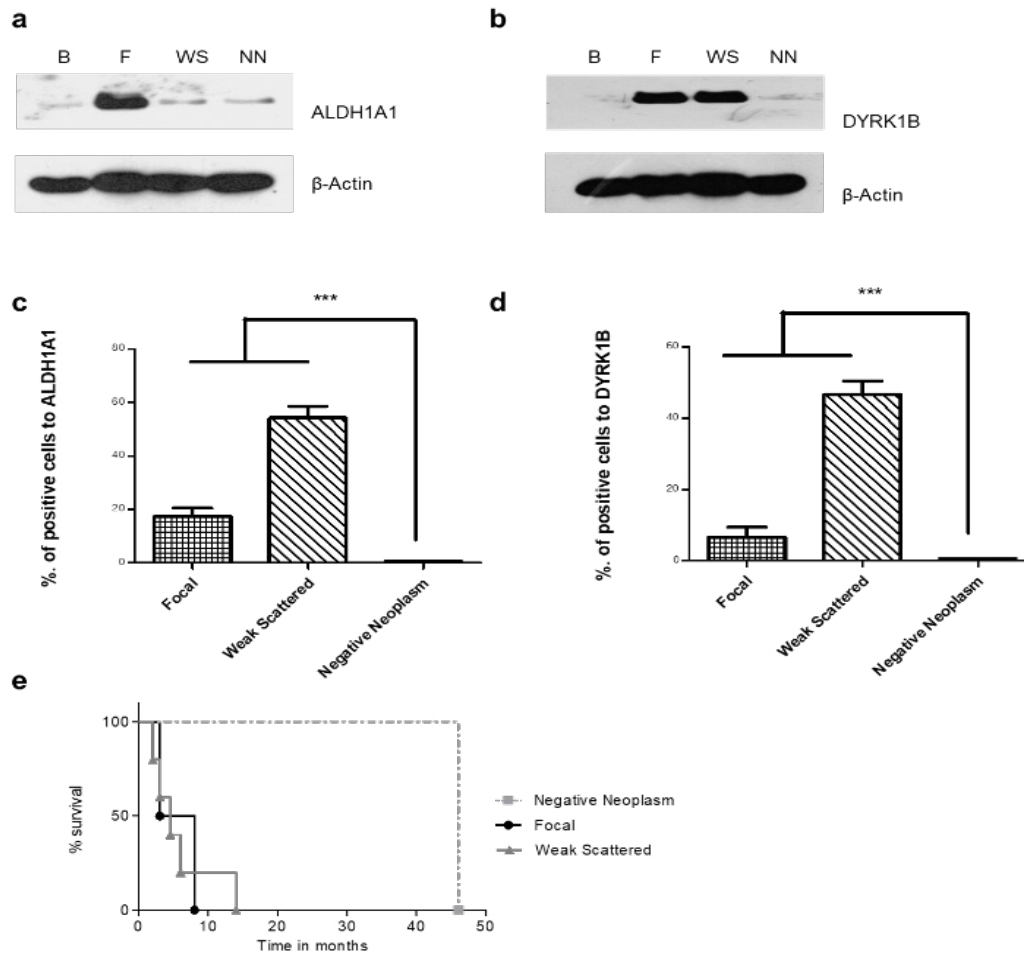 a
B F WS NN
ALDH1A1
β-Actin
b
B F WS NN
DYRK1B
β-Actin
c
***
%. of positive cells to ALDH1A1
80
60
40
20
0
Focal
Weak Scattered
Negative Neoplasm
d
***
%. of positive cells to DYRK1B
60
40
20
0
Focal
Weak Scattered
Negative Neoplasm
e
% survival
100
50
0
0 10 20 30 40 50
Time in months
Negative Neoplasm
Focal
Weak Scattered